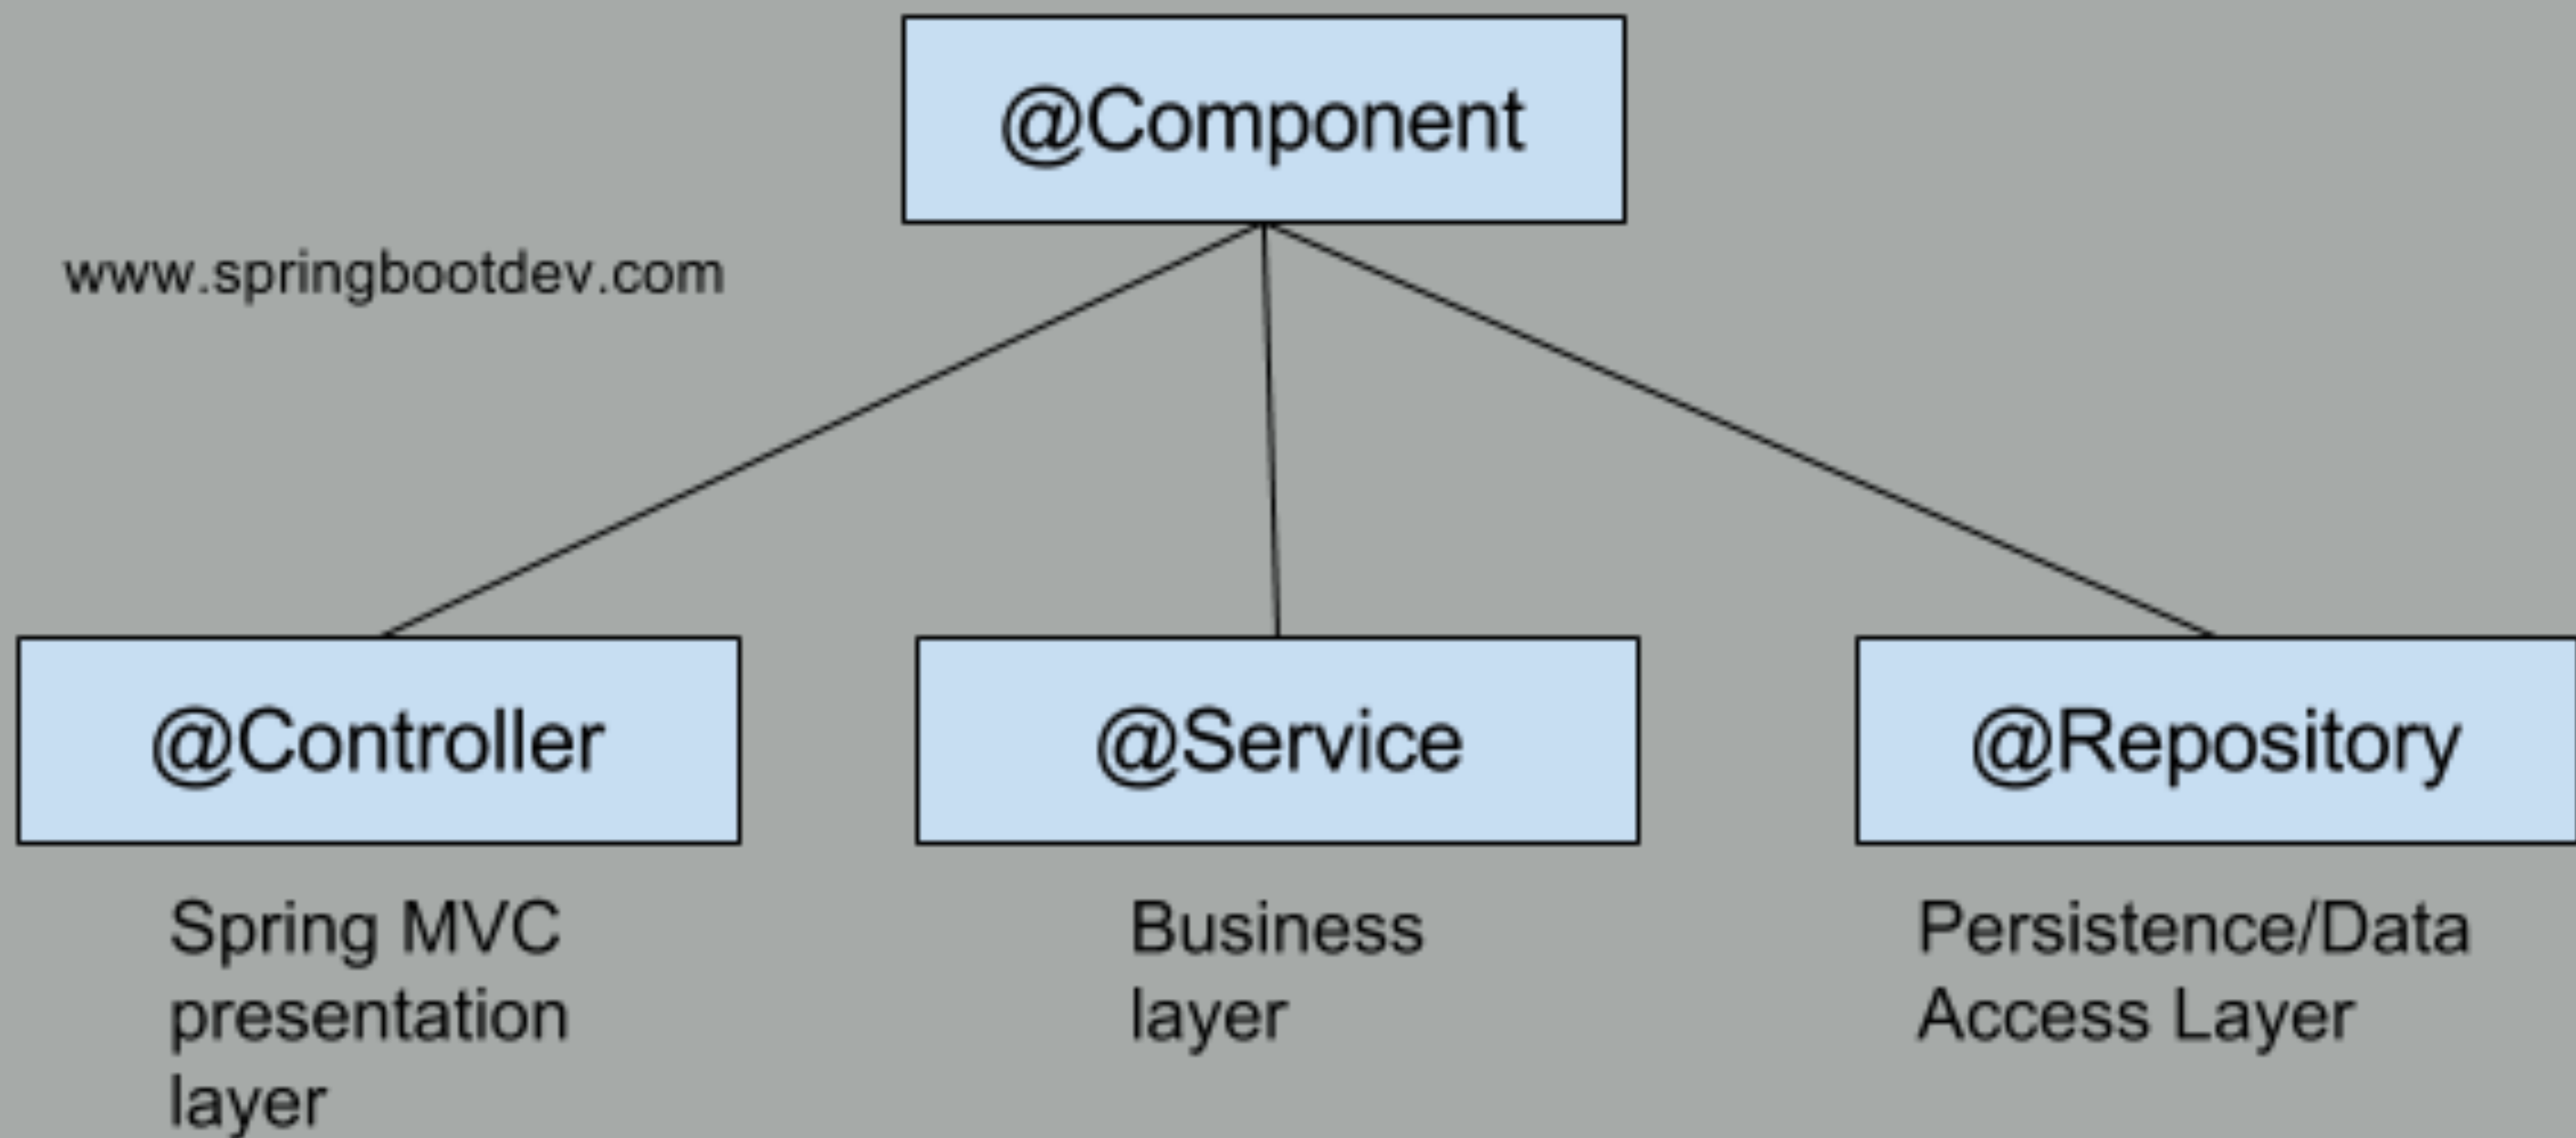 @Component
www.springbootdev.com
@Controller
@Service
@Repository
Spring MVC
presentation
layer
Business
layer
Persistence/Data
Access Layer